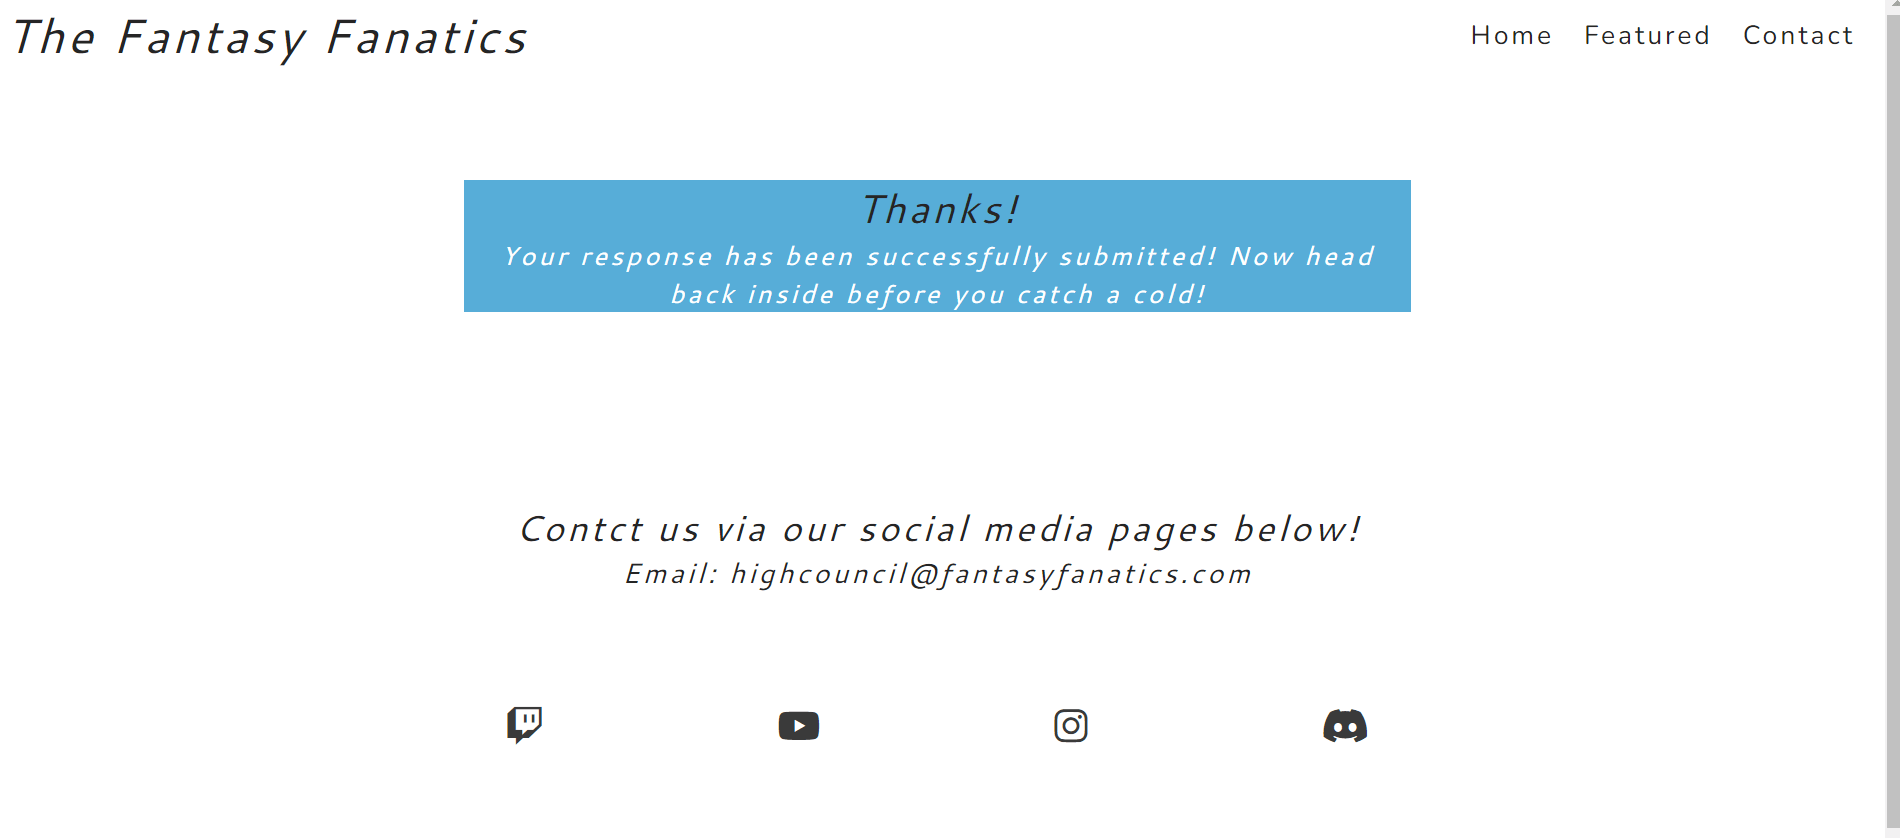 The Fantasy Fanatics
Home Featured Contact
Thanks!
Your response has been successfully submitted! Now head
back inside before you catch a cold!
Contct us via our social media pages below!
Email: highcouncil@fantasyfanatics.com